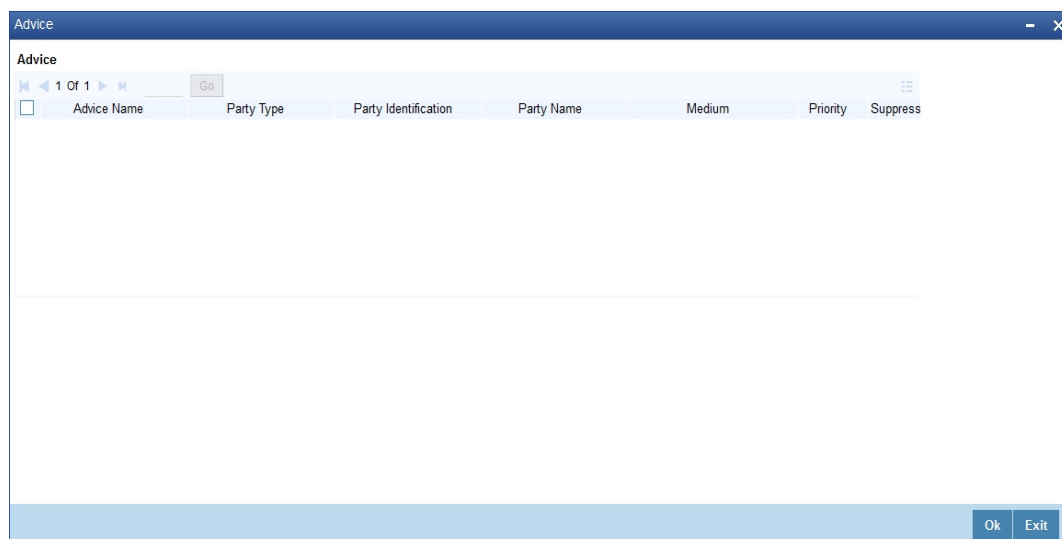 Advice
Advice
1 Of 1 Go
Advice Name Party Type Party Identification Party Name Medium Priority Suppress
Ok Exit